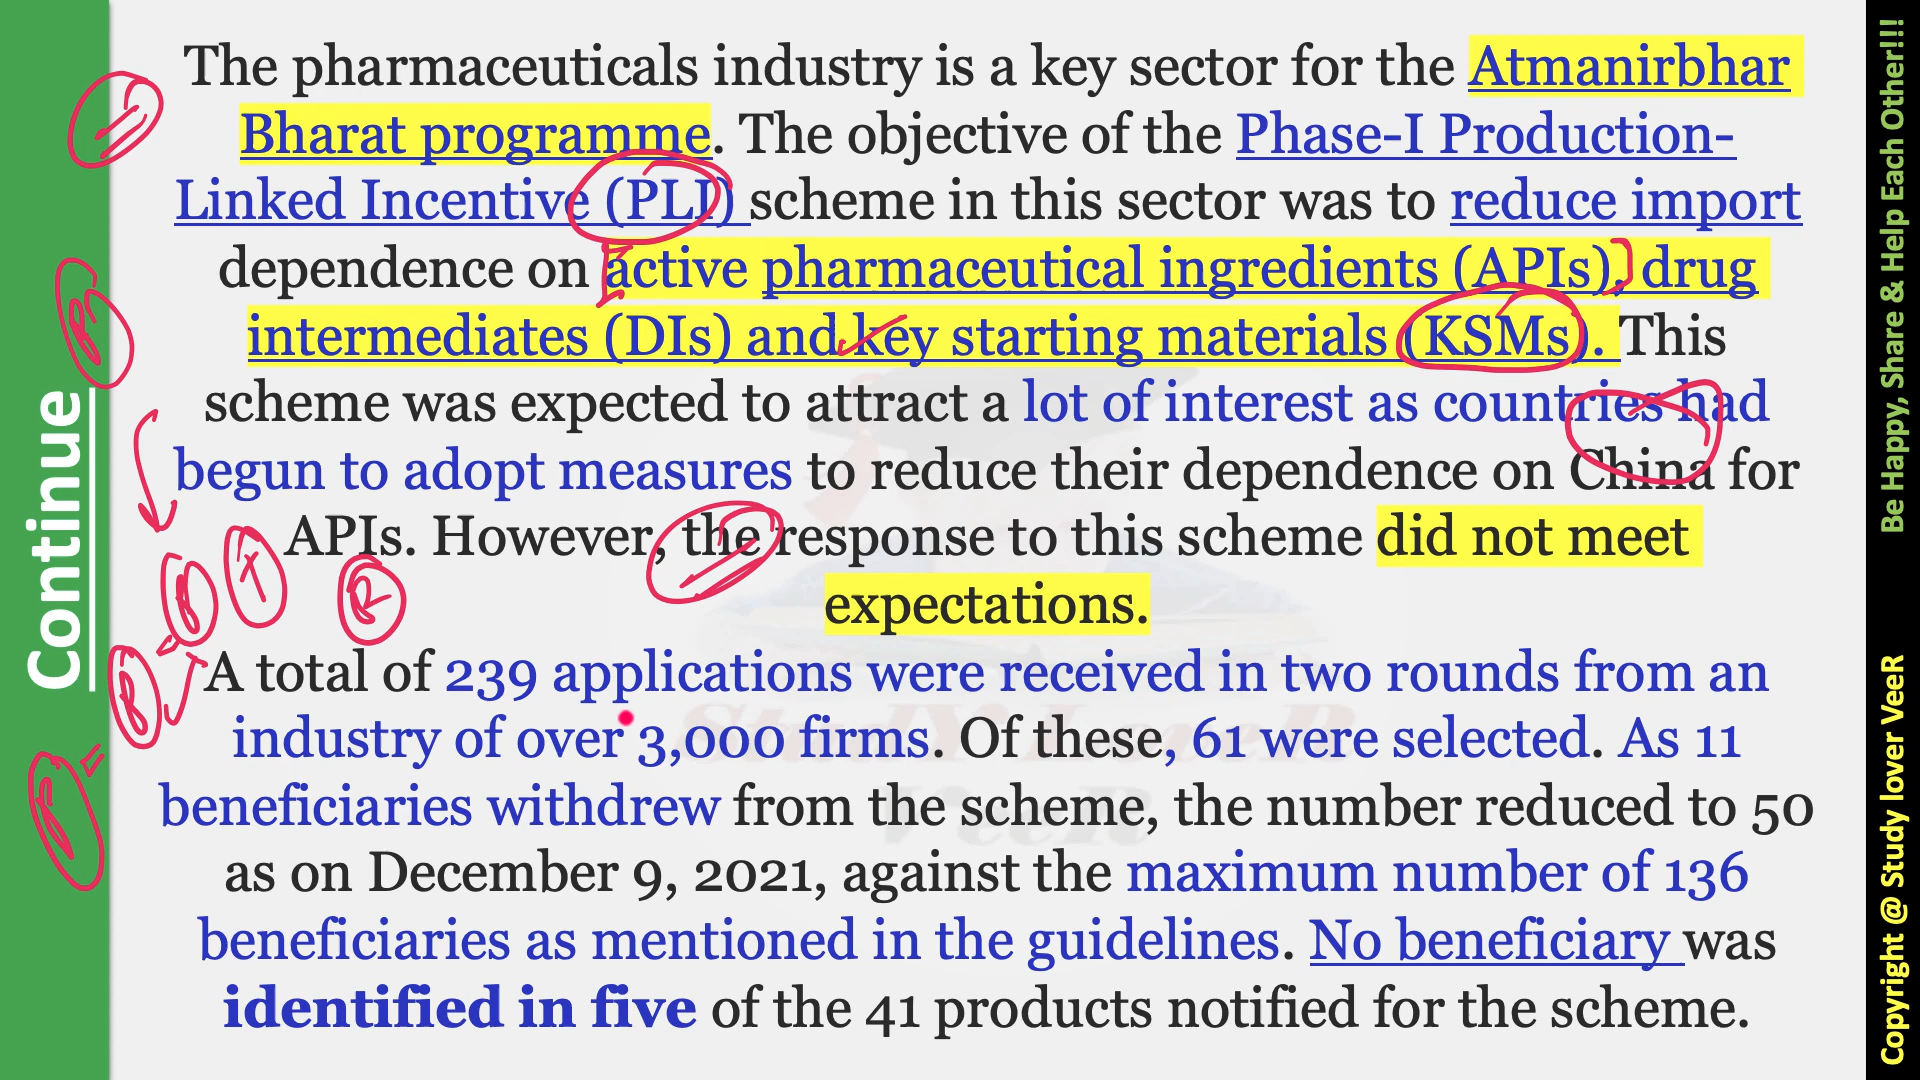 Continue
The pharmaceuticals industry is a key sector for the Atmanirbhar
Bharat programme. The objective of the Phase-I Production-
Linked Incentive (PLI) scheme in this sector was to reduce import
dependence on active pharmaceutical ingredients (APIs), drug
intermediates (DIs) and key starting materials (KSMs). This
scheme was expected to attract a lot of interest as countries had
begun to adopt measures to reduce their dependence on China for
APIs. However, the response to this scheme did not meet
expectations.
A total of 239 applications were received in two rounds from an
industry of over 3,000 firms. Of these, 61 were selected. As 11
beneficiaries withdrew from the scheme, the number reduced to 50
as on December 9, 2021, against the maximum number of 136
beneficiaries as mentioned in the guidelines. No beneficiary was
identified in five of the 41 products notified for the scheme.
StudY LoveR
VeeR
Be Happy, Share & Help Each Other!!!
Copyright @ Study lover VeeR